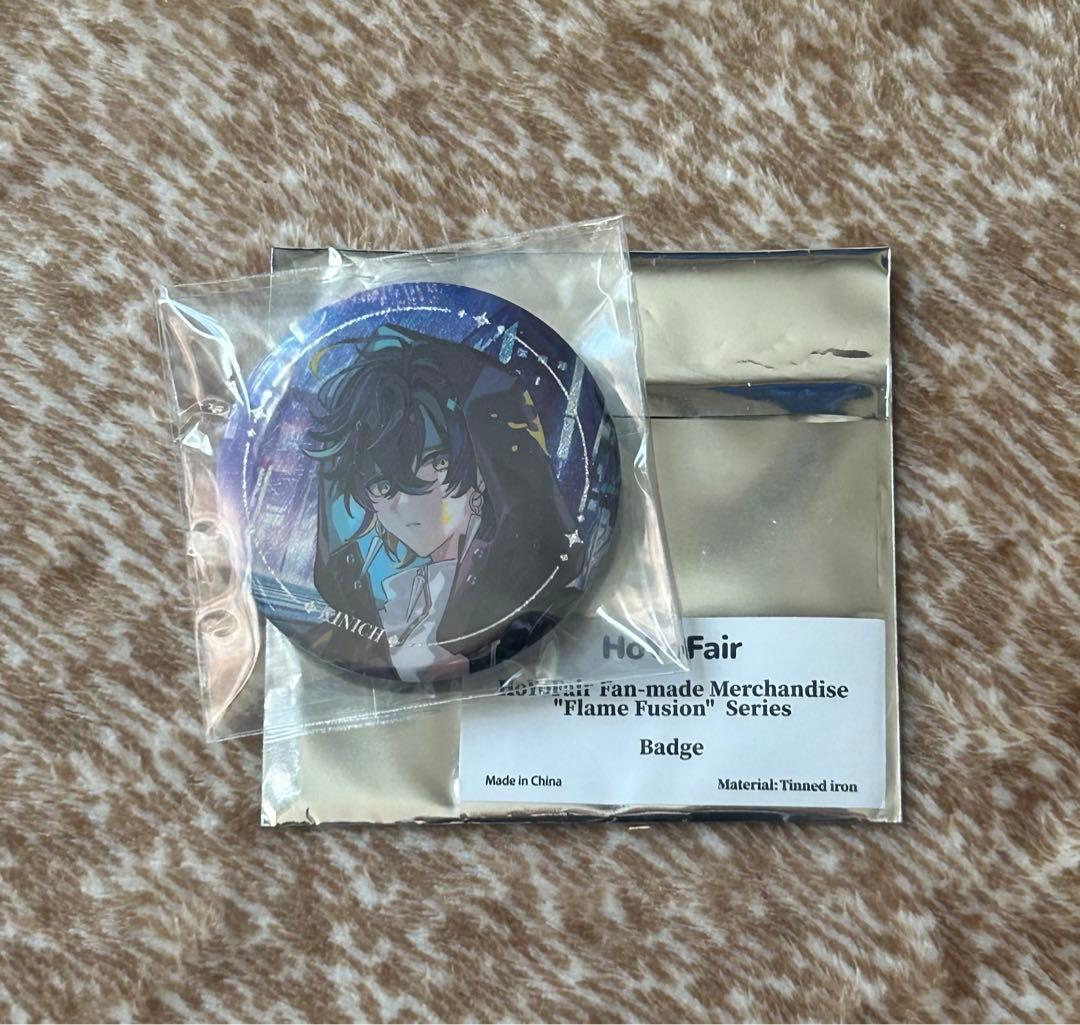 KINICH
HoYoFair
HoYoFair Fan-made Merchandise
"Flame Fusion" Series
Badge
Made in China
Material: Tinned iron